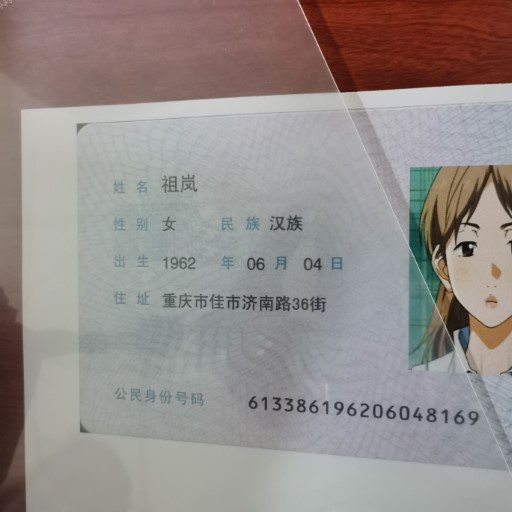 姓名 祖岚
性别 女 民族 汉族
出生 1962 年 06 月 04 日
住址 重庆市佳市济南路36街
公民身份号码 613386196206048169